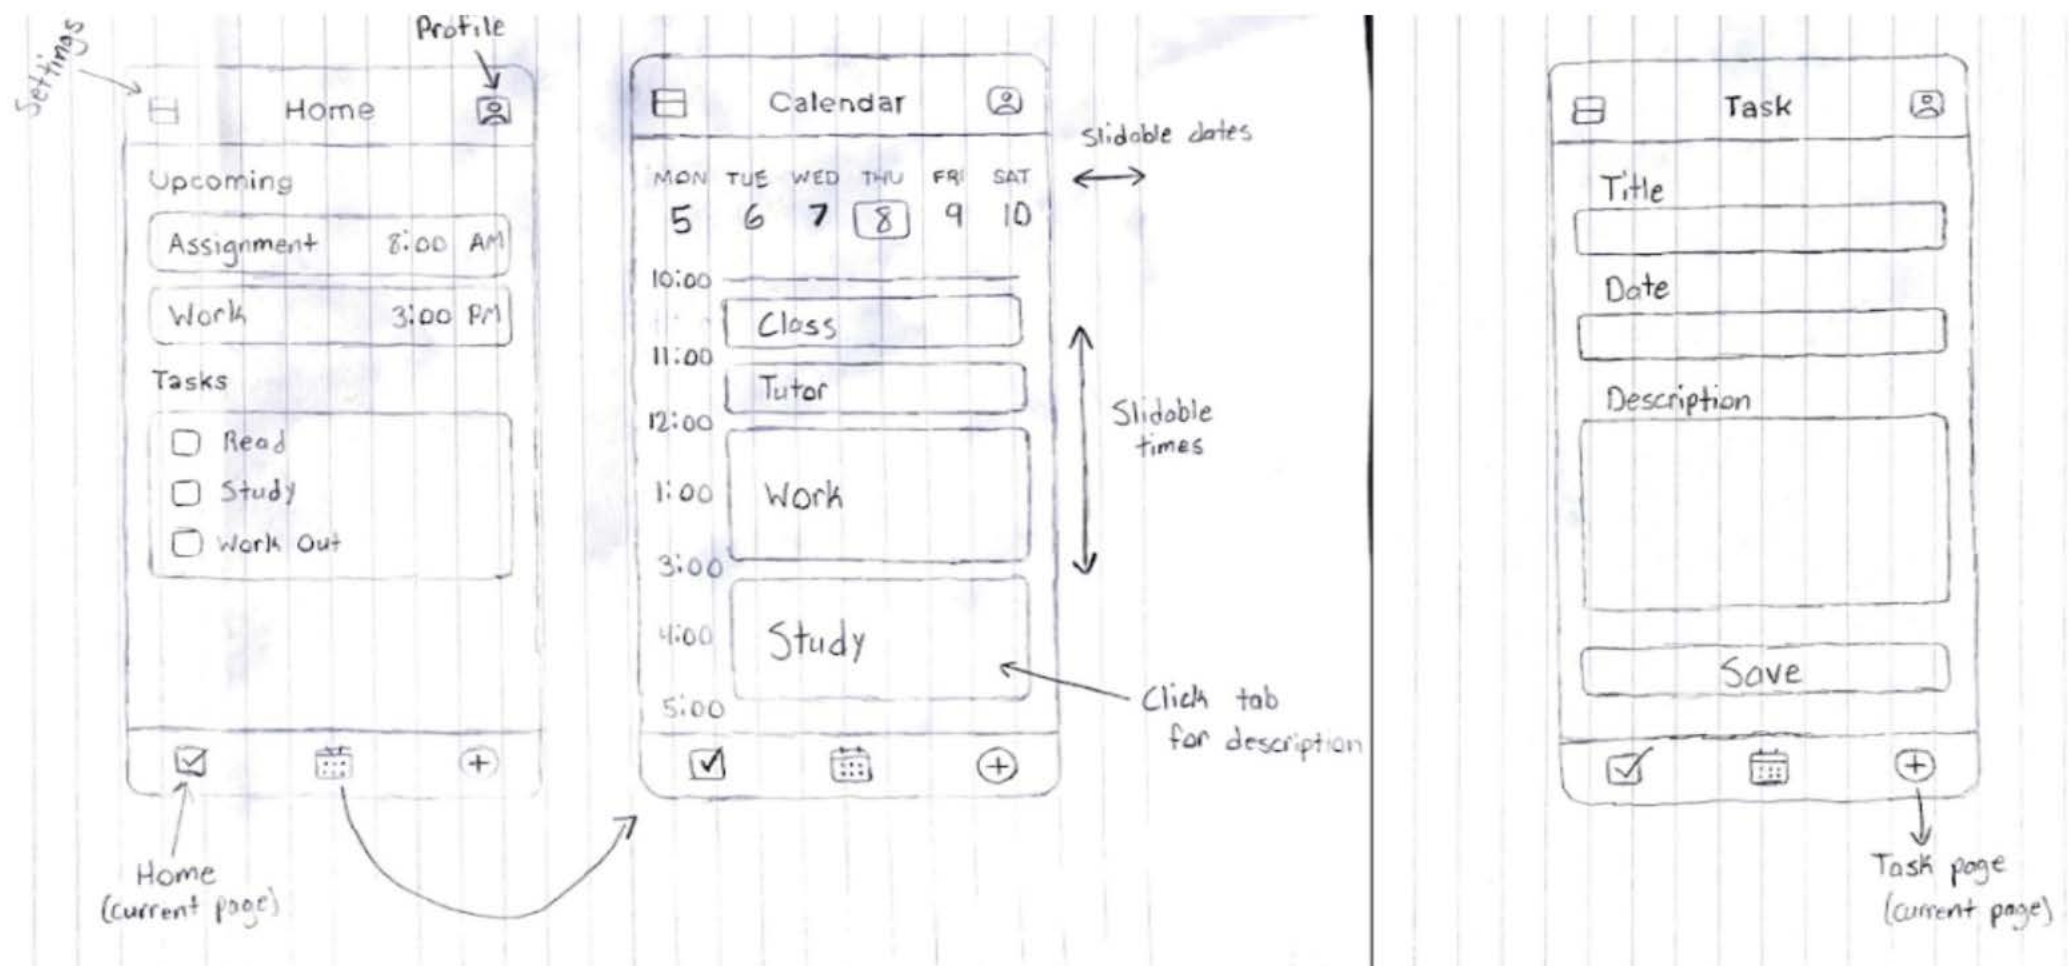 Settings
Profile
Home
Upcoming
Assignment 8:00 AM
Work 3:00 PM
Tasks
Read
Study
Work Out
Home
(current page)
Calendar
MON TUE WED THU FRI SAT
5 6 7 8 9 10
10:00
Class
11:00
Tutor
12:00
1:00 Work
3:00
4:00 Study
5:00
Slidable dates
Slidable
times
Click tab
for description
Task
Title
Date
Description
Save
Task page
(current page)